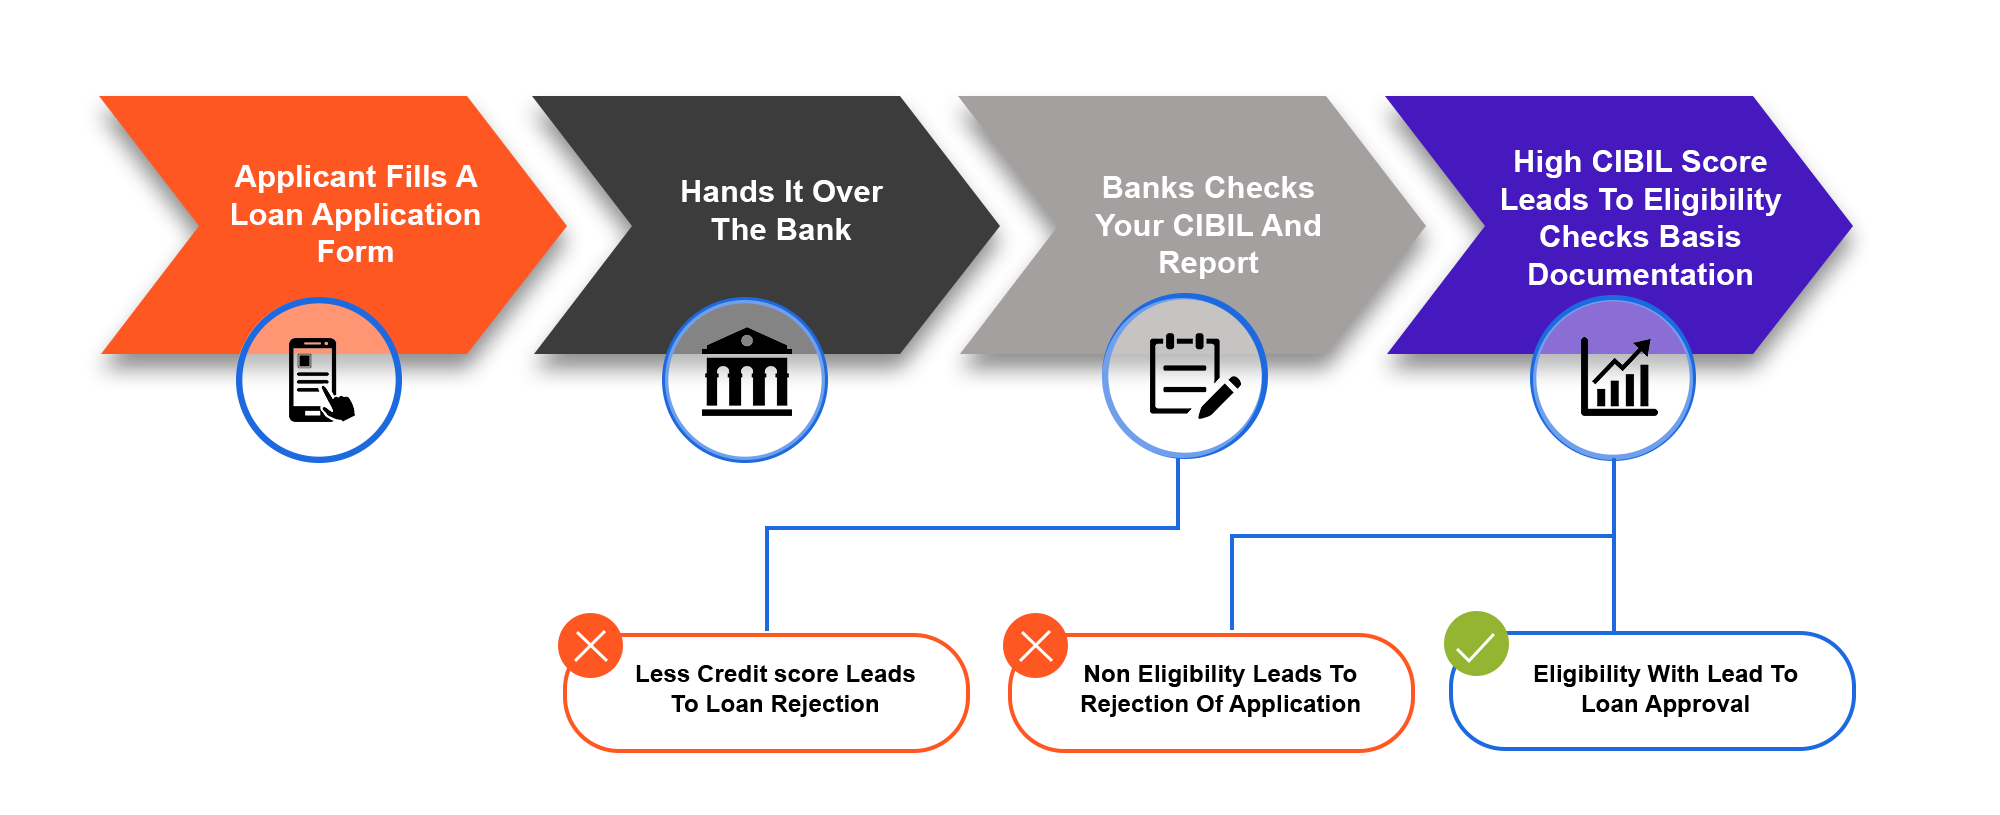 Applicant Fills A
Loan Application
Form
Hands It Over
The Bank
Banks Checks
Your CIBIL And
Report
High CIBIL Score
Leads To Eligibility
Checks Basis
Documentation
Less Credit score Leads
To Loan Rejection
Non Eligibility Leads To
Rejection Of Application
Eligibility With Lead To
Loan Approval